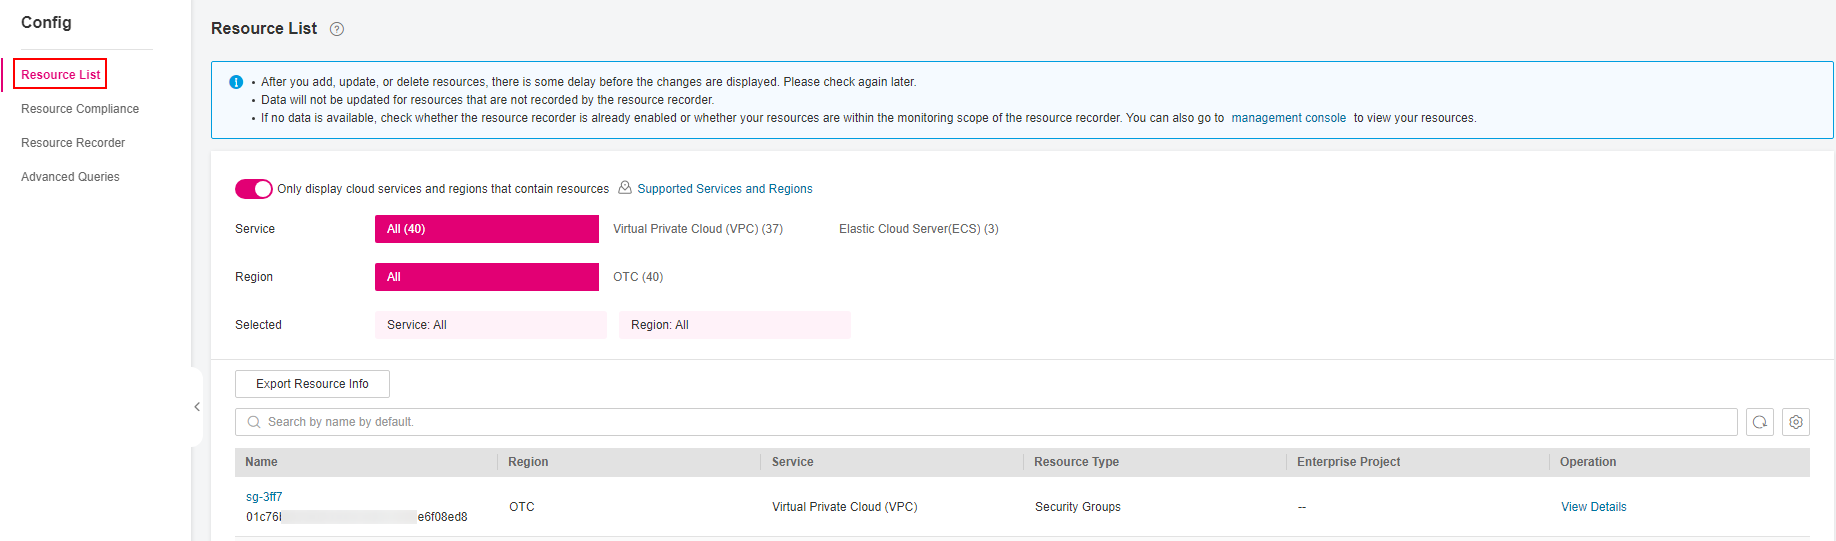 Config
Resource List
Resource Compliance
Resource Recorder
Advanced Queries
Resource List
• After you add, update, or delete resources, there is some delay before the changes are displayed. Please check again later.
• Data will not be updated for resources that are not recorded by the resource recorder.
• If no data is available, check whether the resource recorder is already enabled or whether your resources are within the monitoring scope of the resource recorder. You can also go to management console to view your resources.
Only display cloud services and regions that contain resources Supported Services and Regions
Service All (40) Virtual Private Cloud (VPC) (37) Elastic Cloud Server(ECS) (3)
Region All OTC (40)
Selected Service: All Region: All
Export Resource Info
Search by name by default.
Name Region Service Resource Type Enterprise Project Operation
sg-3ff7
01c76 e6f08ed8 OTC Virtual Private Cloud (VPC) Security Groups -- View Details